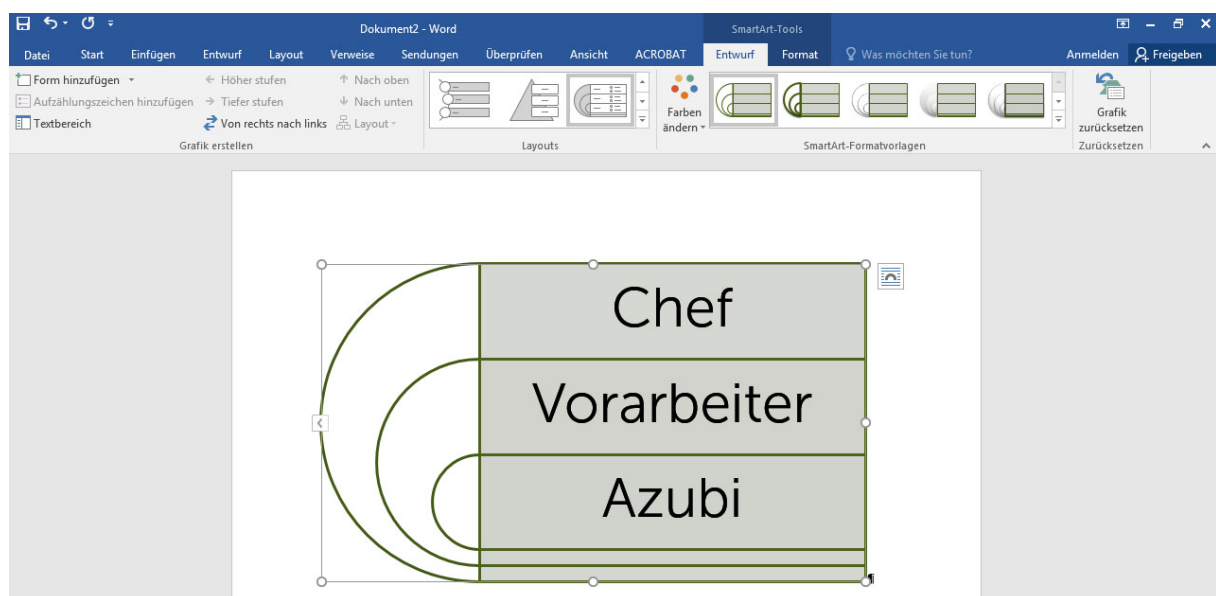 Dokument2 - Word
SmartArt-Tools
Datei Start Einfügen Entwurf Layout Verweise Sendungen Überprüfen Ansicht ACROBAT Entwurf Format Was möchten Sie tun? Anmelden Freigeben
Form hinzufügen Höher stufen Nach oben
Aufzählungszeichen hinzufügen Tiefer stufen Nach unten
Textbereich Von rechts nach links Layout
Farben ändern
Grafik zurücksetzen
Grafik erstellen Layouts SmartArt-Formatvorlagen Zurücksetzen
Chef
Vorarbeiter
Azubi
¶